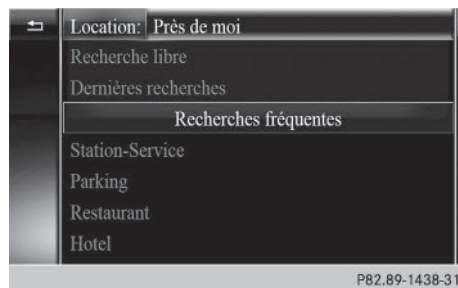 Location: Près de moi
Recherche libre
Dernières recherches
Recherches fréquentes
Station-Service
Parking
Restaurant
Hotel
P82.89-1438-31